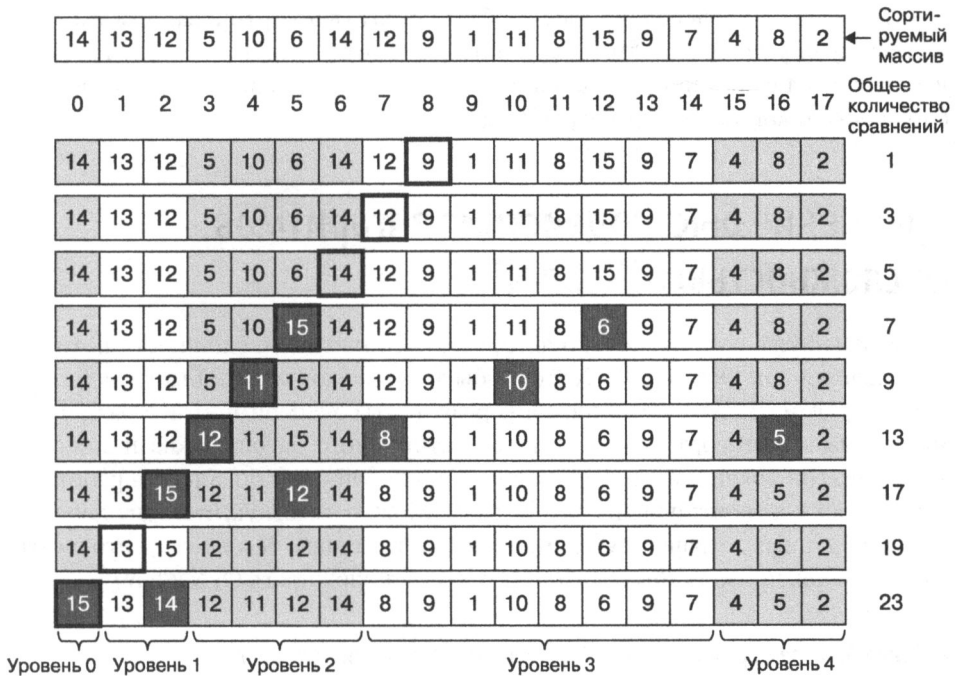 Сорти-
14 13 12 5 10 6 14 12 9 1 11 8 15 9 7 4 8 2 руемый
массив
Общее
0 1 2 3 4 5 6 7 8 9 10 11 12 13 14 15 16 17 количество
сравнений
14 13 12 5 10 6 14 12 9 1 11 8 15 9 7 4 8 2 1
14 13 12 5 10 6 14 12 9 1 11 8 15 9 7 4 8 2 3
14 13 12 5 10 6 14 12 9 1 11 8 15 9 7 4 8 2 5
14 13 12 5 10 15 14 12 9 1 11 8 6 9 7 4 8 2 7
14 13 12 5 11 15 14 12 9 1 10 8 6 9 7 4 8 2 9
14 13 12 12 11 15 14 8 9 1 10 8 6 9 7 4 5 2 13
14 13 15 12 11 12 14 8 9 1 10 8 6 9 7 4 5 2 17
14 13 15 12 11 12 14 8 9 1 10 8 6 9 7 4 5 2 19
15 13 14 12 11 12 14 8 9 1 10 8 6 9 7 4 5 2 23
Уровень 0 Уровень 1 Уровень 2 Уровень 3 Уровень 4